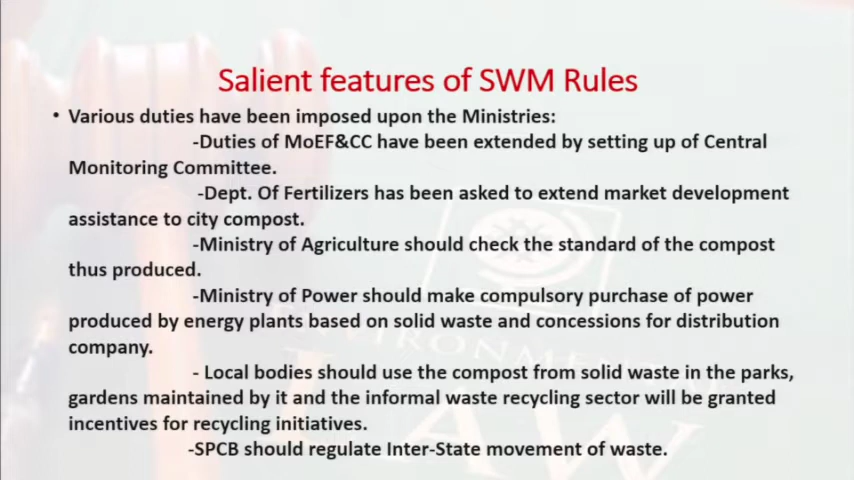 Salient features of SWM Rules
• Various duties have been imposed upon the Ministries:
-Duties of MoEF&CC have been extended by setting up of Central
Monitoring Committee.
-Dept. Of Fertilizers has been asked to extend market development
assistance to city compost.
-Ministry of Agriculture should check the standard of the compost
thus produced.
-Ministry of Power should make compulsory purchase of power
produced by energy plants based on solid waste and concessions for distribution
company.
- Local bodies should use the compost from solid waste in the parks,
gardens maintained by it and the informal waste recycling sector will be granted
incentives for recycling initiatives.
-SPCB should regulate Inter-State movement of waste.
LAW